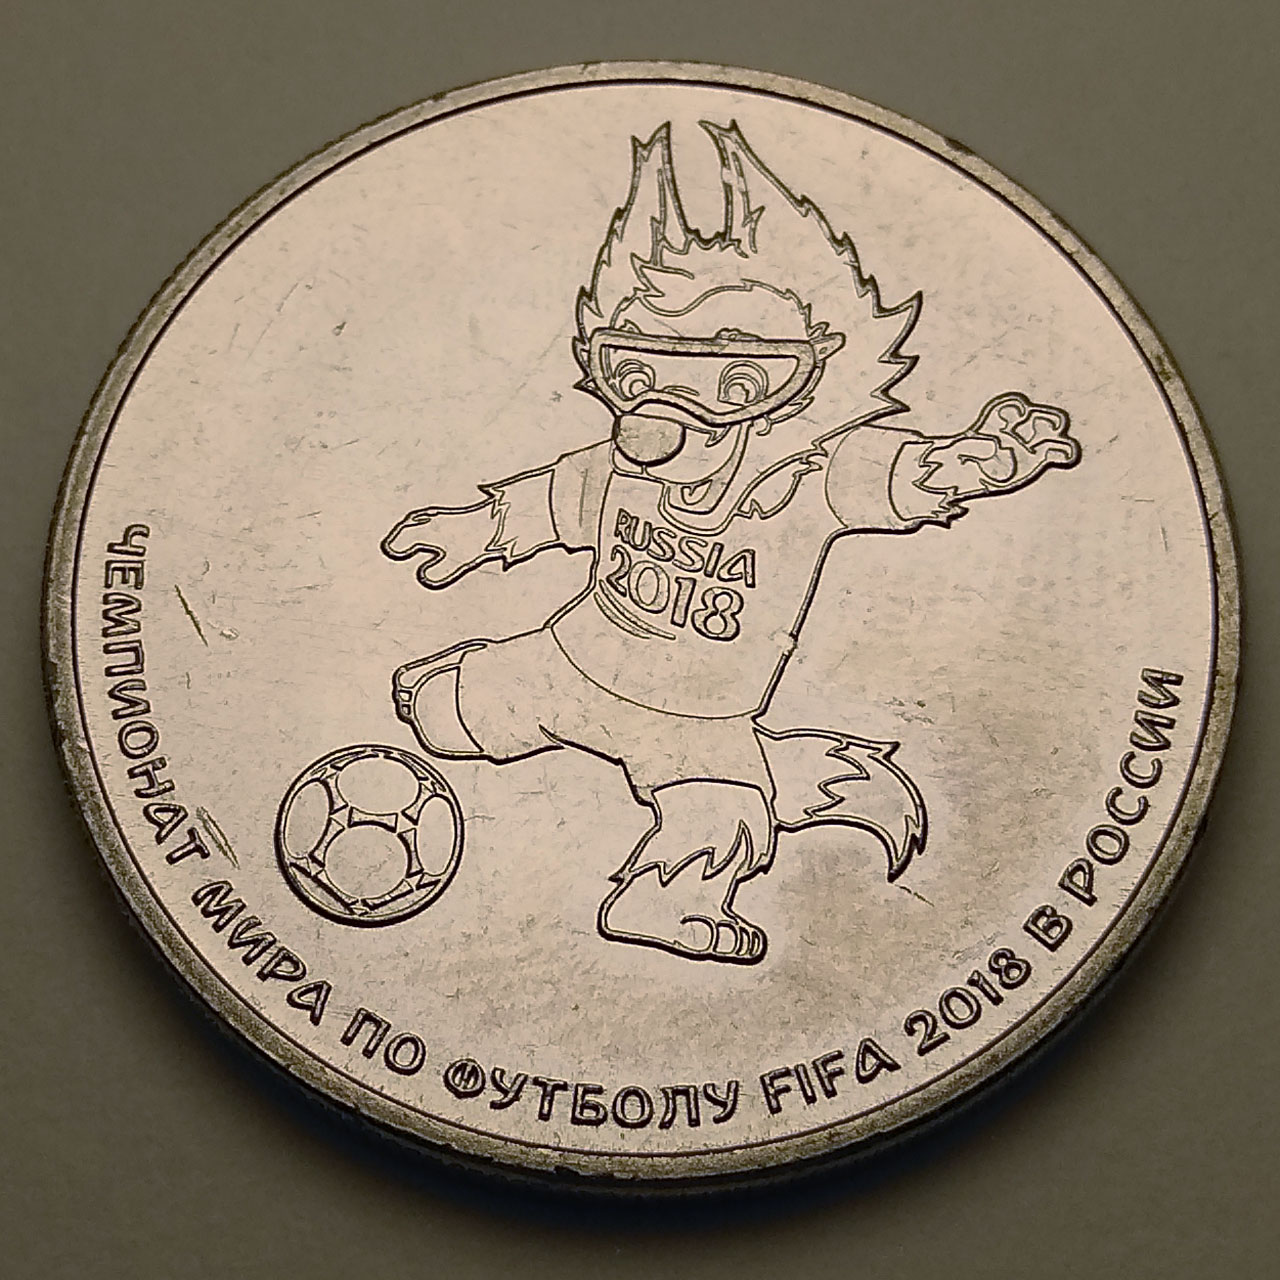 RUSSIA
2018
ЧЕМПИОНАТ МИРА ПО ФУТБОЛУ FIFA 2018 В РОССИИ